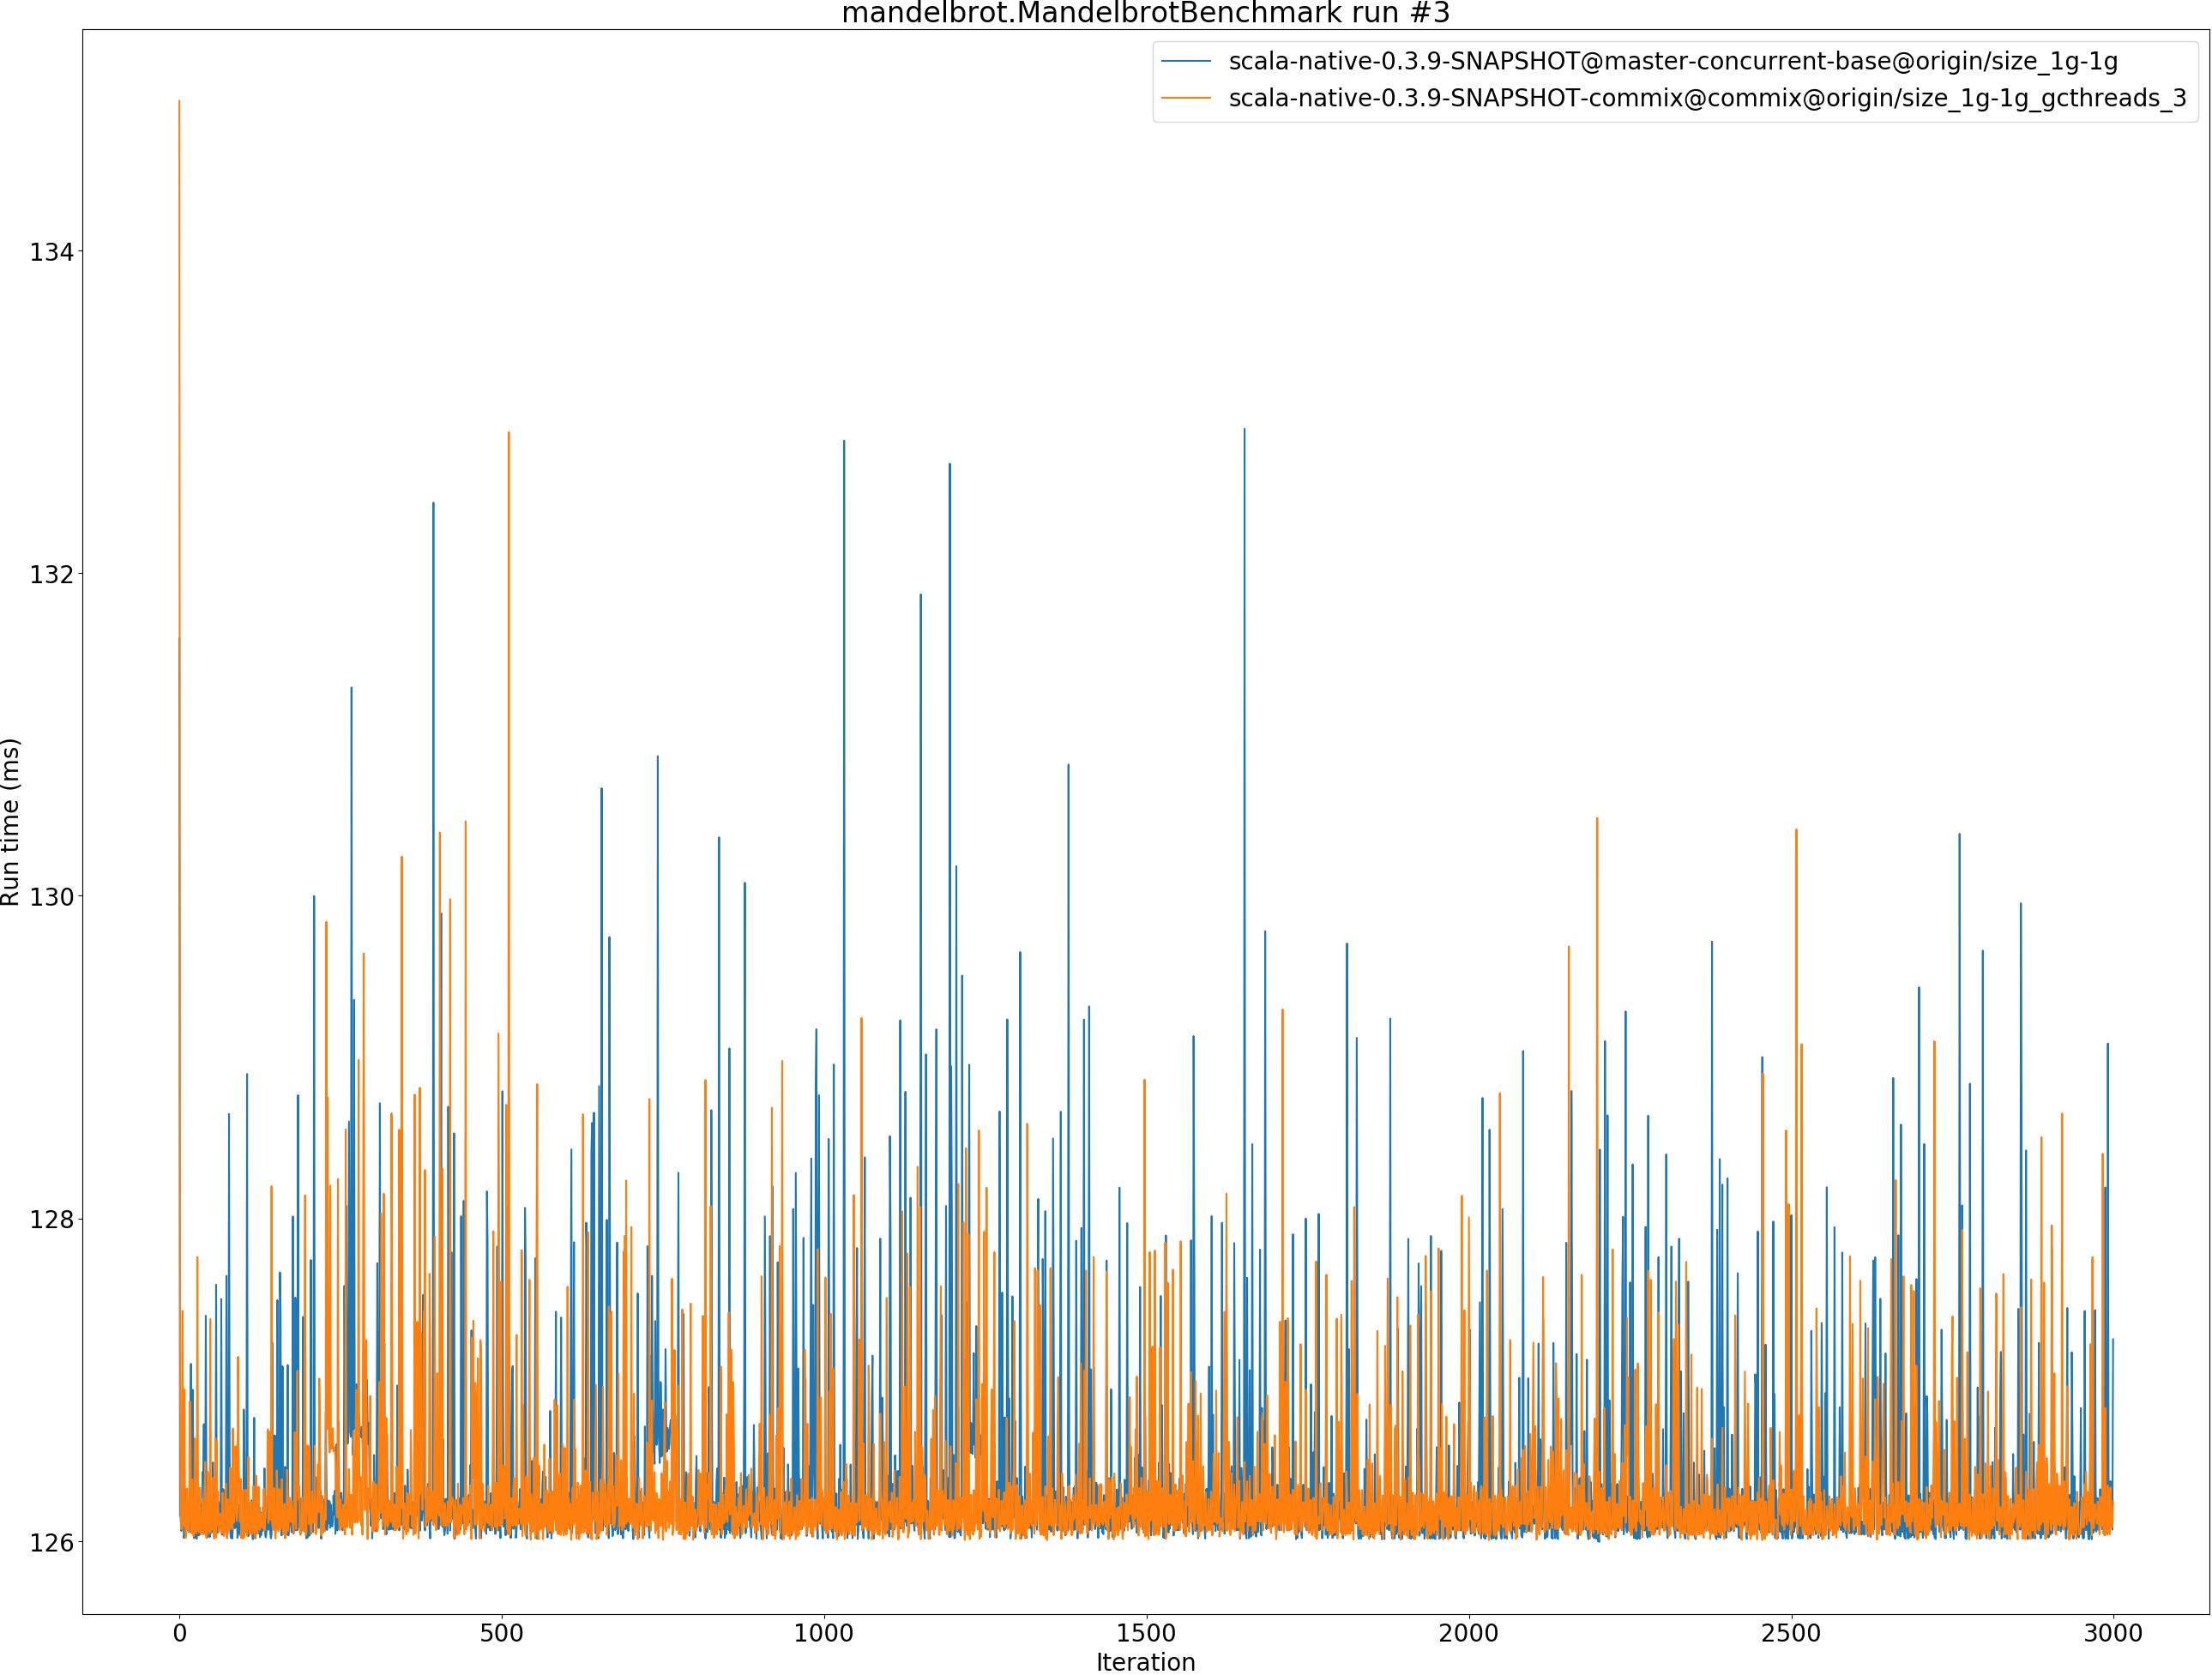 mandelbrot.MandelbrotBenchmark run #3
scala-native-0.3.9-SNAPSHOT@master-concurrent-base@origin/size_1g-1g
scala-native-0.3.9-SNAPSHOT-commix@commix@origin/size_1g-1g_gcthreads_3
Run time (ms)
134
132
130
128
126
0 500 1000 1500 2000 2500 3000
Iteration